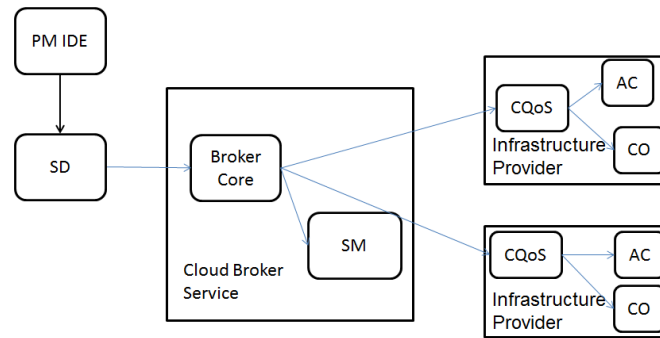 PM IDE
SD
Broker
Core
SM
Cloud Broker
Service
CQoS
AC
CO
Infrastructure
Provider
CQoS
AC
CO
Infrastructure
Provider